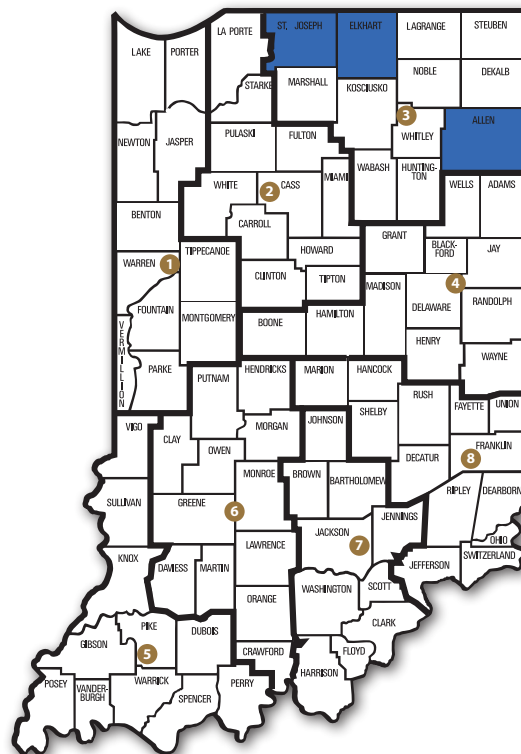 LA PORTE
ST. JOSEPH
ELKHART
LAGRANGE
STEUBEN
LAKE
PORTER
NOBLE
DEKALB
MARSHALL
STARKE
KOSCIUSKO
3
ALLEN
WHITLEY
NEWTON
JASPER
PULASKI
FULTON
WABASH
HUNTING-
TON
MIAMI
WHITE
2
CASS
WELLS
ADAMS
BENTON
CARROLL
GRANT
BLACK-
FORD
JAY
HOWARD
TIPPECANOE
WARREN
1
CLINTON
TIPTON
MADISON
4
RANDOLPH
DELAWARE
FOUNTAIN
MONTGOMERY
BOONE
HAMILTON
VERMILLION
HENRY
WAYNE
PARKE
PUTNAM
HENDRICKS
MARION
HANCOCK
RUSH
FAYETTE
UNION
SHELBY
VIGO
CLAY
MORGAN
JOHNSON
OWEN
FRANKLIN
DECATUR
8
MONROE
BROWN
BARTHOLOMEW
RIPLEY
DEARBORN
SULLIVAN
GREENE
6
JENNINGS
JACKSON
7
OHIO
LAWRENCE
SWITZERLAND
KNOX
DAVIESS
MARTIN
JEFFERSON
WASHINGTON
SCOTT
ORANGE
CLARK
PIKE
DUBOIS
GIBSON
5
CRAWFORD
FLOYD
HARRISON
POSEY
VANDER-
BURGH
WARRICK
PERRY
SPENCER